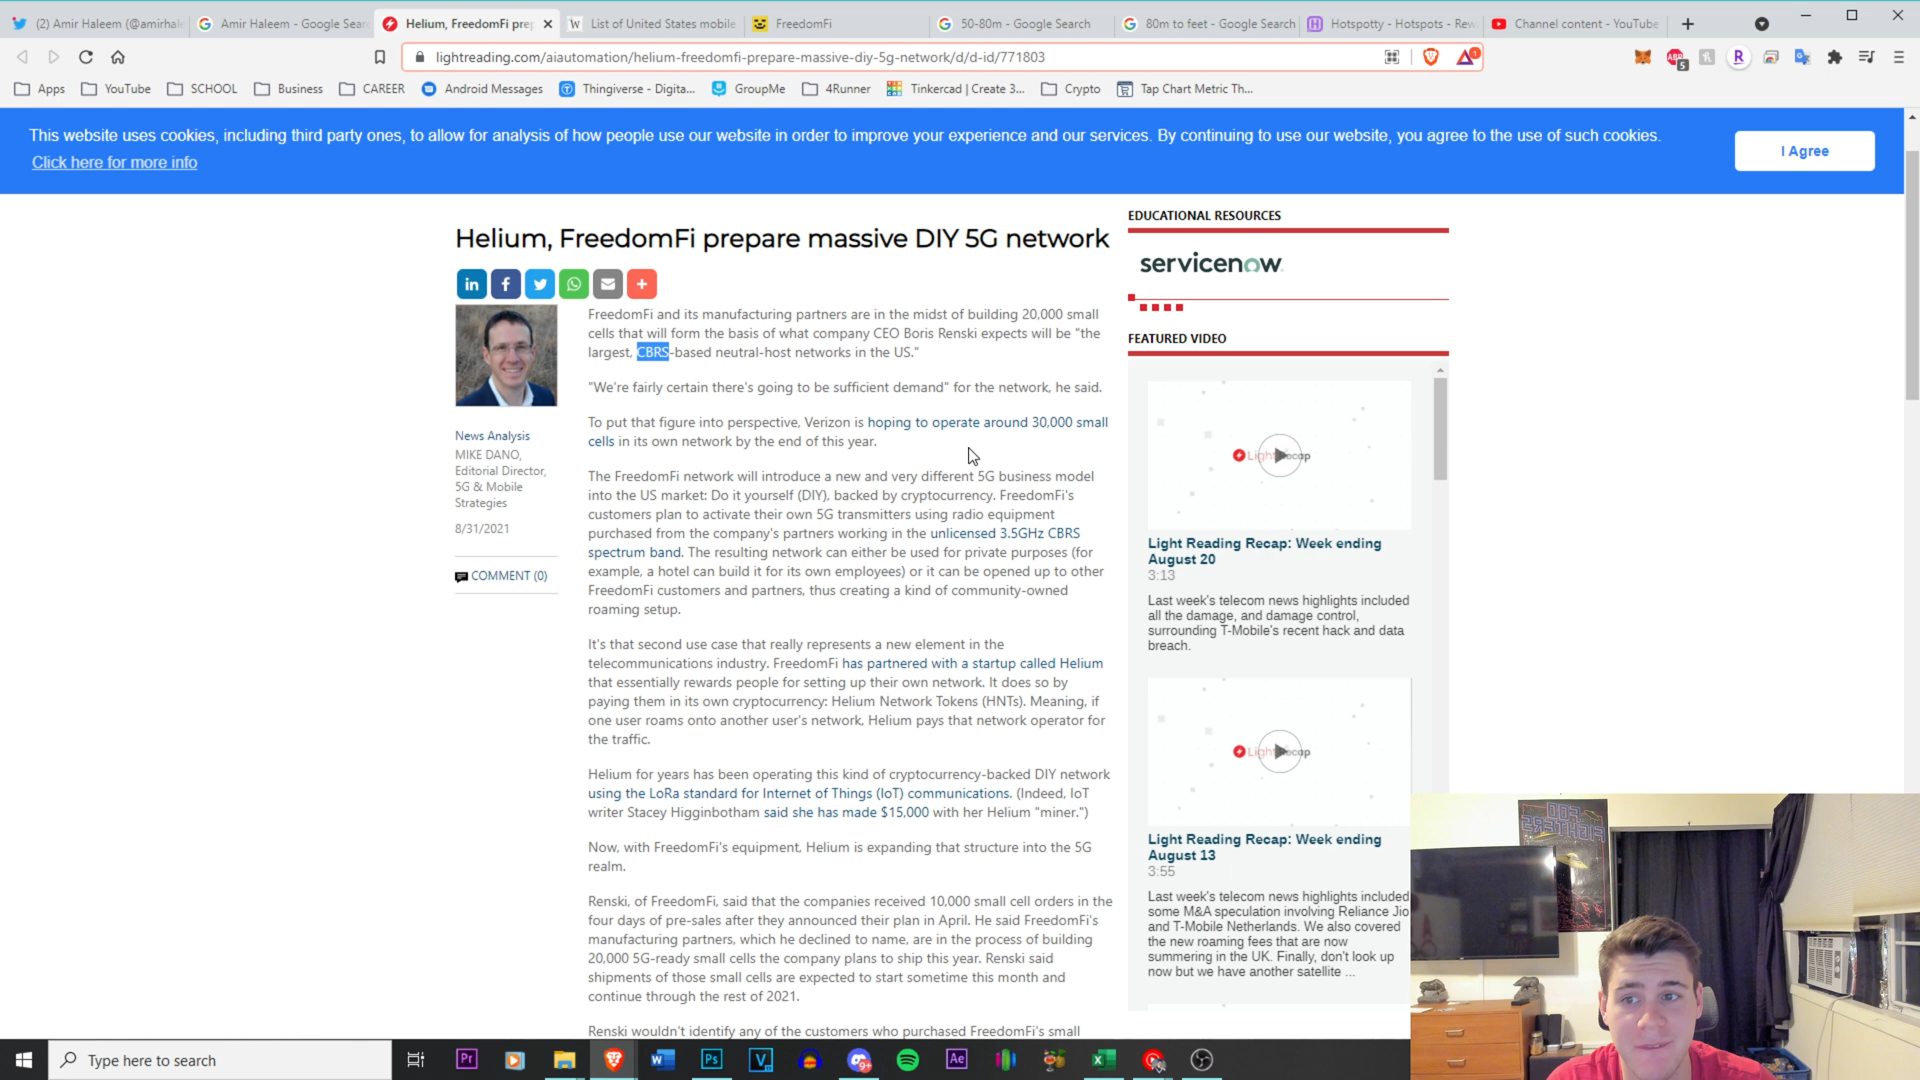 (2) Amir Haleem (@amirhal
Amir Haleem - Google Sear
Helium, FreedomFi prep
List of United States mobile
FreedomFi
50-80m - Google Search
80m to feet - Google Search
Hotspotty - Hotspots - Rew
Channel content - YouTube
lightreading.com/aiautomation/helium-freedomfi-prepare-massive-diy-5g-network/d/d-id/771803
Apps
YouTube
SCHOOL
Business
CAREER
Android Messages
Thingiverse - Digita...
GroupMe
4Runner
Tinkercad | Create 3...
Crypto
Tap Chart Metric Th...
This website uses cookies, including third party ones, to allow for analysis of how people use our website in order to improve your experience and our services. By continuing to use our website, you agree to the use of such cookies.
Click here for more info
I Agree
Helium, FreedomFi prepare massive DIY 5G network
News Analysis
MIKE DANO,
Editorial Director,
5G & Mobile
Strategies
8/31/2021
COMMENT (0)
FreedomFi and its manufacturing partners are in the midst of building 20,000 small
cells that will form the basis of what company CEO Boris Renski expects will be "the
largest, CBRS-based neutral-host networks in the US."
"We're fairly certain there's going to be sufficient demand" for the network, he said.
To put that figure into perspective, Verizon is hoping to operate around 30,000 small
cells in its own network by the end of this year.
The FreedomFi network will introduce a new and very different 5G business model
into the US market: Do it yourself (DIY), backed by cryptocurrency. FreedomFi's
customers plan to activate their own 5G transmitters using radio equipment
purchased from the company's partners working in the unlicensed 3.5GHz CBRS
spectrum band. The resulting network can either be used for private purposes (for
example, a hotel can build it for its own employees) or it can be opened up to other
FreedomFi customers and partners, thus creating a kind of community-owned
roaming setup.
It's that second use case that really represents a new element in the
telecommunications industry. FreedomFi has partnered with a startup called Helium
that essentially rewards people for setting up their own network. It does so by
paying them in its own cryptocurrency: Helium Network Tokens (HNTs). Meaning, if
one user roams onto another user's network, Helium pays that network operator for
the traffic.
Helium for years has been operating this kind of cryptocurrency-backed DIY network
using the LoRa standard for Internet of Things (IoT) communications. (Indeed, IoT
writer Stacey Higginbotham said she has made $15,000 with her Helium "miner.")
Now, with FreedomFi's equipment, Helium is expanding that structure into the 5G
realm.
Renski, of FreedomFi, said that the companies received 10,000 small cell orders in the
four days of pre-sales after they announced their plan in April. He said FreedomFi's
manufacturing partners, which he declined to name, are in the process of building
20,000 5G-ready small cells the company plans to ship this year. Renski said
shipments of those small cells are expected to start sometime this month and
continue through the rest of 2021.
Renski wouldn't identify any of the customers who purchased FreedomFi's small
EDUCATIONAL RESOURCES
servicenow
FEATURED VIDEO
Light Reading Recap: Week ending
August 20
3:13
Last week's telecom news highlights included
all the damage, and damage control,
surrounding T-Mobile's recent hack and data
breach.
Light Reading Recap: Week ending
August 13
3:55
Last week's telecom news highlights included
some M&A speculation involving Reliance Jio
and T-Mobile Netherlands. We also covered
the new roaming fees that are now
summering in the UK. Finally, don't look up
now but we have another satellite ...
FOO
FIGHTERS
Type here to search